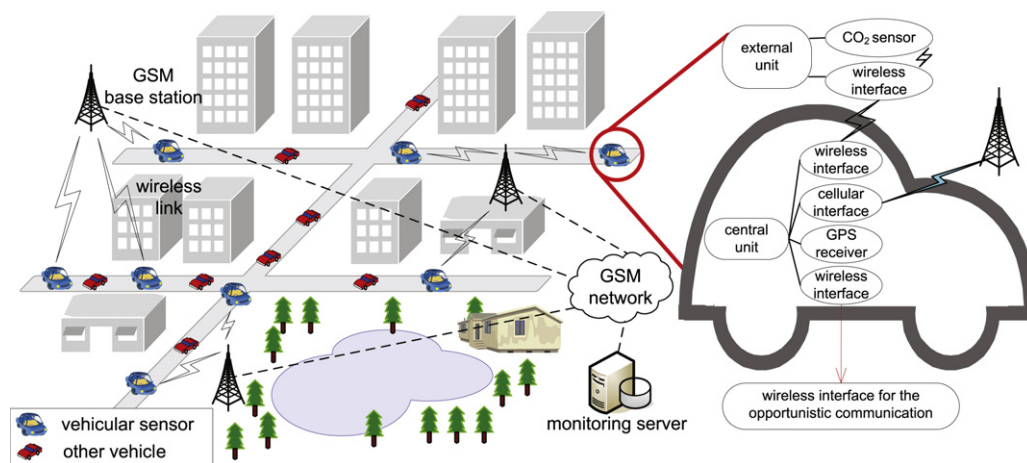 GSM
base station
wireless
link
GSM
network
monitoring server
vehicular sensor
other vehicle
external
unit
CO₂ sensor
wireless
interface
wireless
interface
cellular
interface
central
unit
GPS
receiver
wireless
interface
wireless interface for the
opportunistic communication